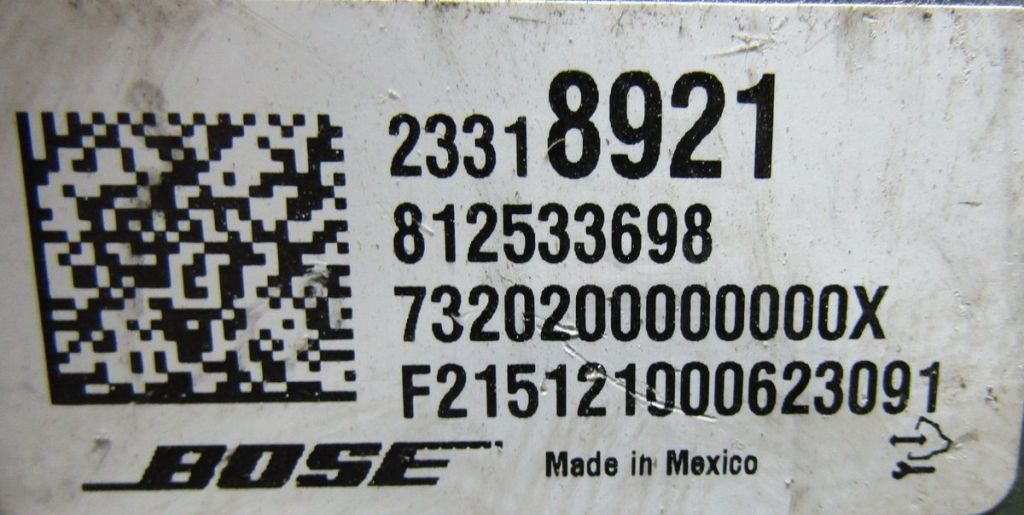 23318921
812533698
7320200000000X
F215121000623091
BOSE
Made in Mexico